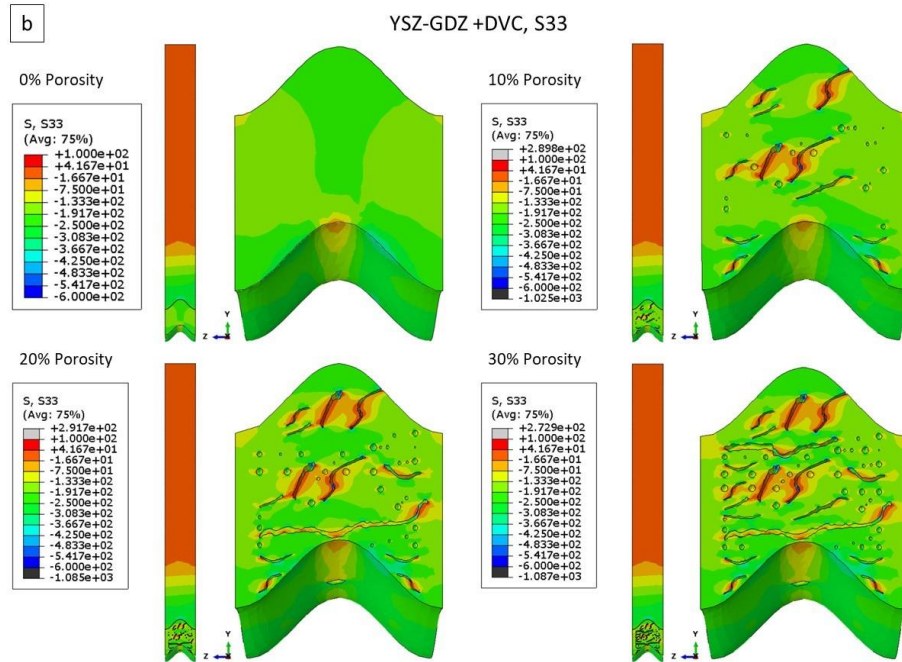 b
YSZ-GDZ +DVC, S33
0% Porosity
S, S33
(Avg: 75%)
+1.000e+02
+4.167e+01
-1.667e+01
-7.500e+01
-1.333e+02
-1.917e+02
-2.500e+02
-3.083e+02
-3.667e+02
-4.250e+02
-4.833e+02
-5.417e+02
-6.000e+02
Y
Z
X
10% Porosity
S, S33
(Avg: 75%)
+2.898e+02
+1.000e+02
+4.167e+01
-1.667e+01
-7.500e+01
-1.333e+02
-1.917e+02
-2.500e+02
-3.083e+02
-3.667e+02
-4.250e+02
-4.833e+02
-5.417e+02
-6.000e+02
-1.025e+03
Y
Z
X
20% Porosity
S, S33
(Avg: 75%)
+2.917e+02
+1.000e+02
+4.167e+01
-1.667e+01
-7.500e+01
-1.333e+02
-1.917e+02
-2.500e+02
-3.083e+02
-3.667e+02
-4.250e+02
-4.833e+02
-5.417e+02
-6.000e+02
-1.085e+03
Y
Z
X
30% Porosity
S, S33
(Avg: 75%)
+2.729e+02
+1.000e+02
+4.167e+01
-1.667e+01
-7.500e+01
-1.333e+02
-1.917e+02
-2.500e+02
-3.083e+02
-3.667e+02
-4.250e+02
-4.833e+02
-5.417e+02
-6.000e+02
-1.087e+03
Y
Z
X